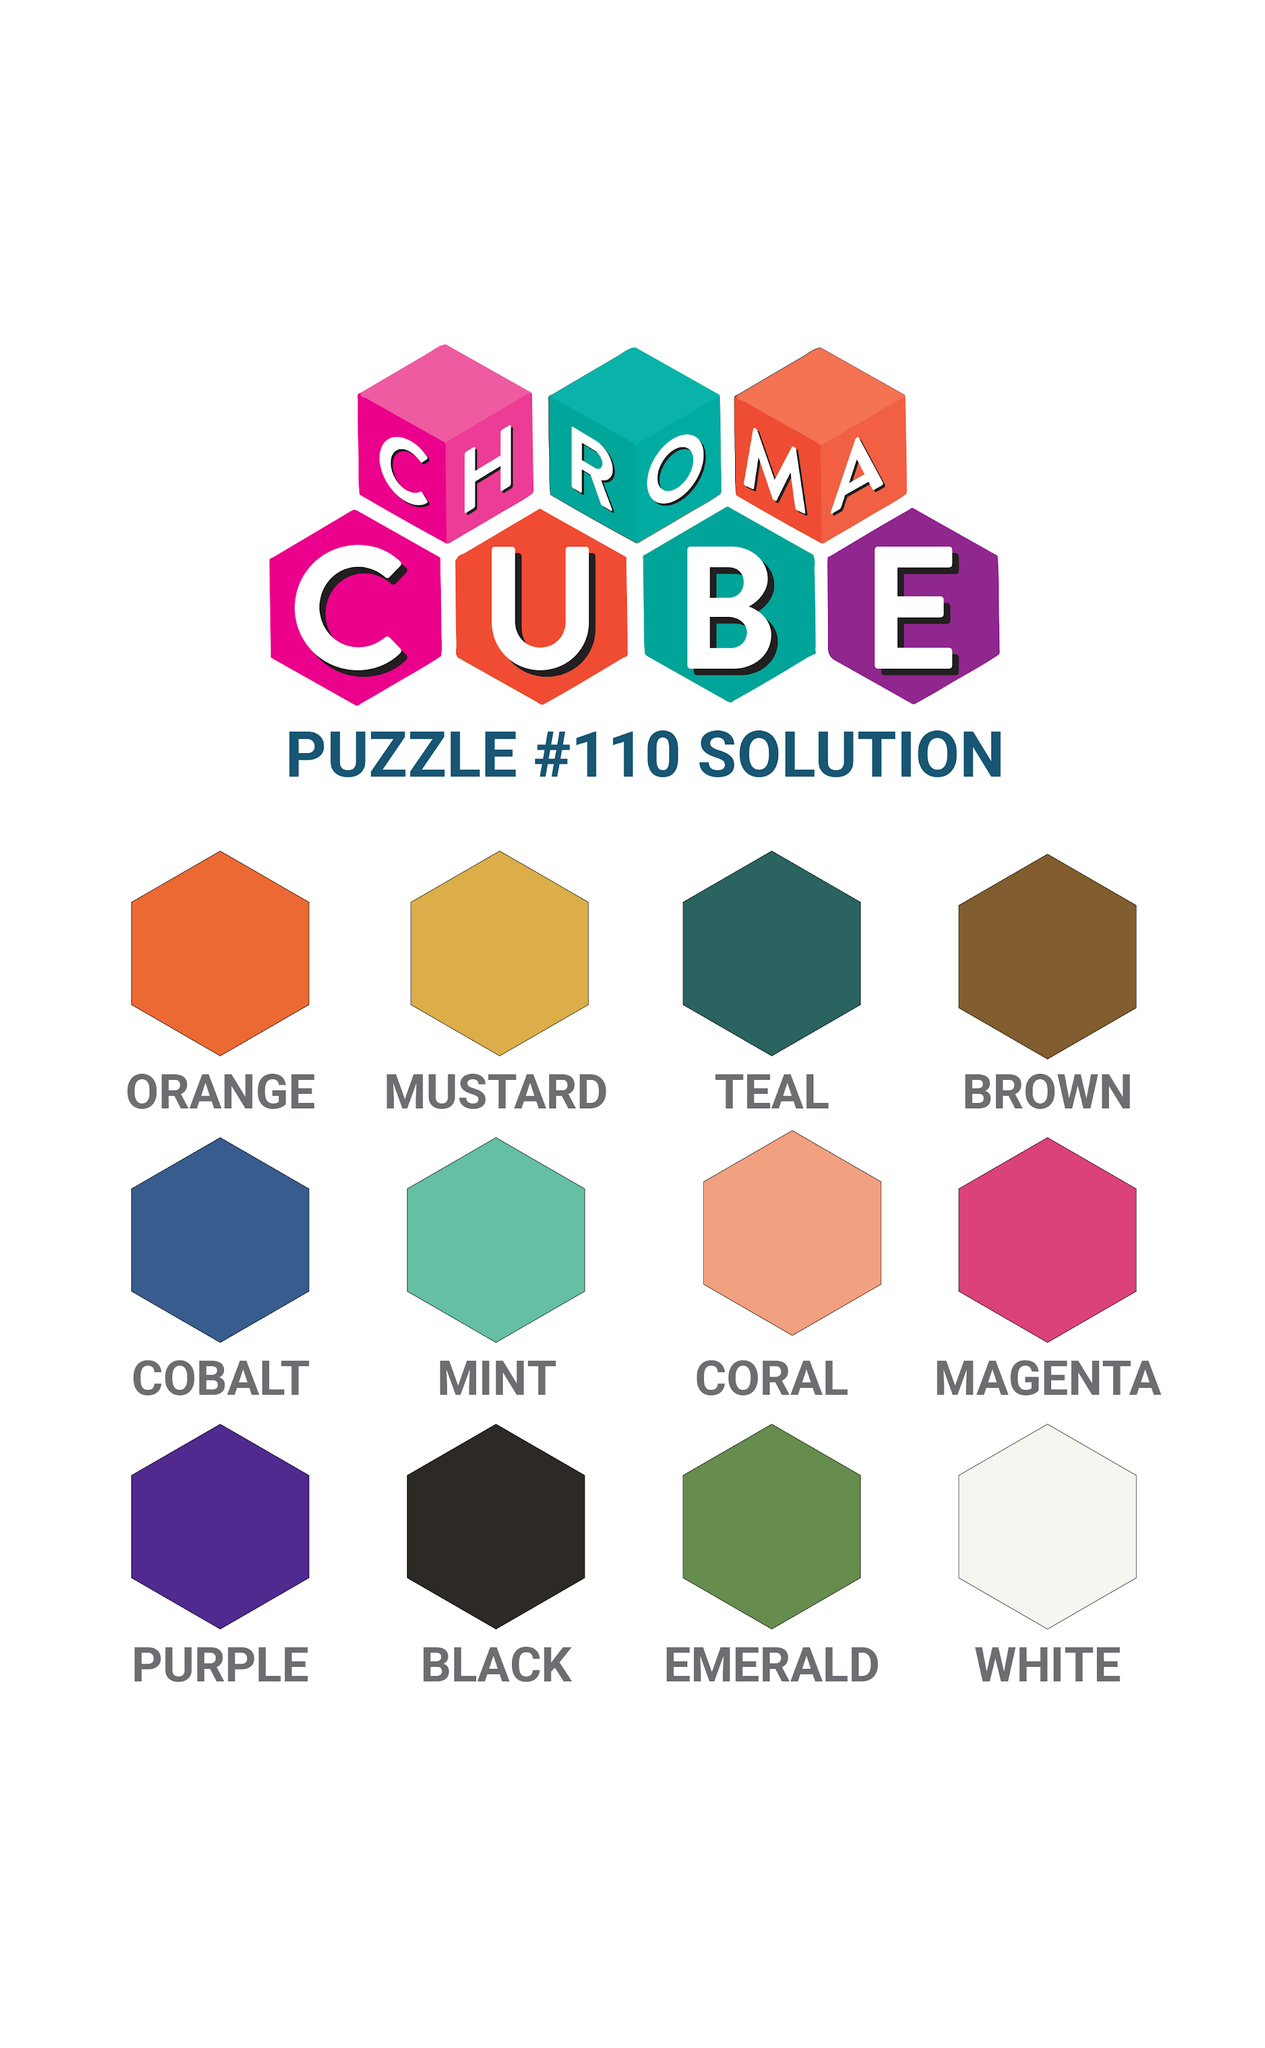 CHROMA
CUBE
PUZZLE #110 SOLUTION
ORANGE MUSTARD TEAL BROWN
COBALT MINT CORAL MAGENTA
PURPLE BLACK EMERALD WHITE